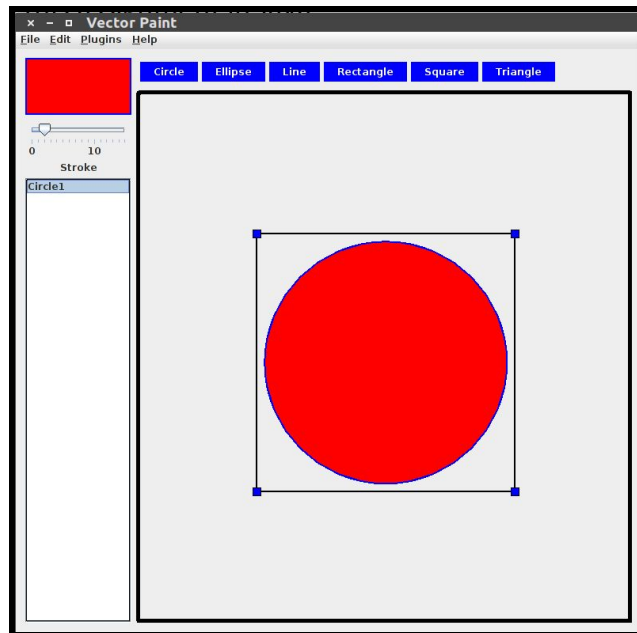 Vector Paint
File Edit Plugins Help
Circle Ellipse Line Rectangle Square Triangle
0 10
Stroke
Circle1